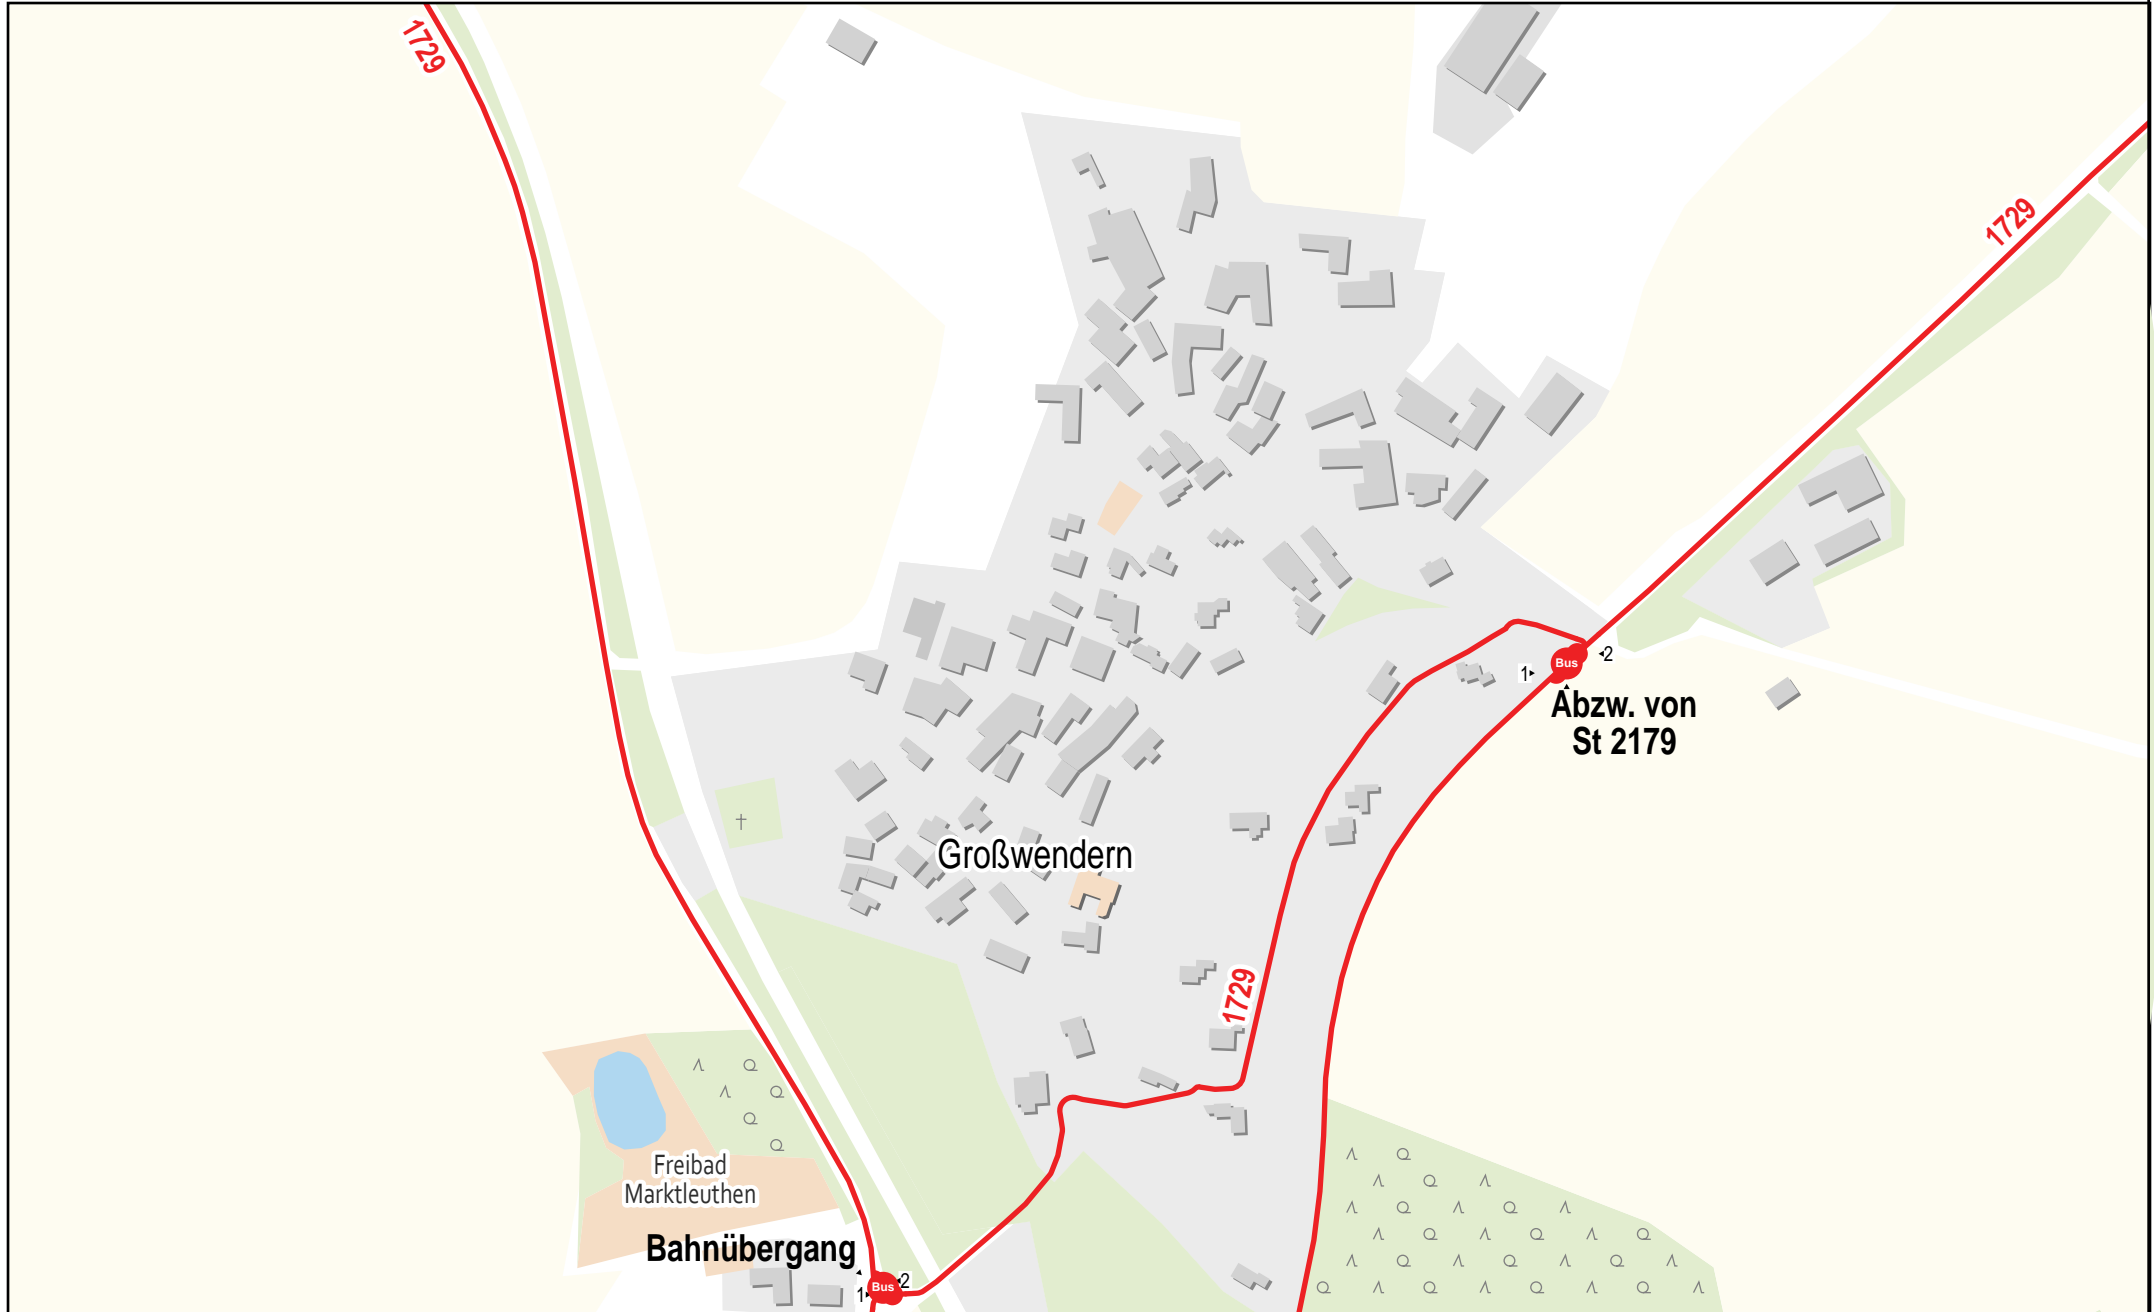 1729
1729
Bus
1
2
Abzw. von
St 2179
Großwendern
1729
Freibad
Marktleuthen
Bahnübergang
Bus
1
2